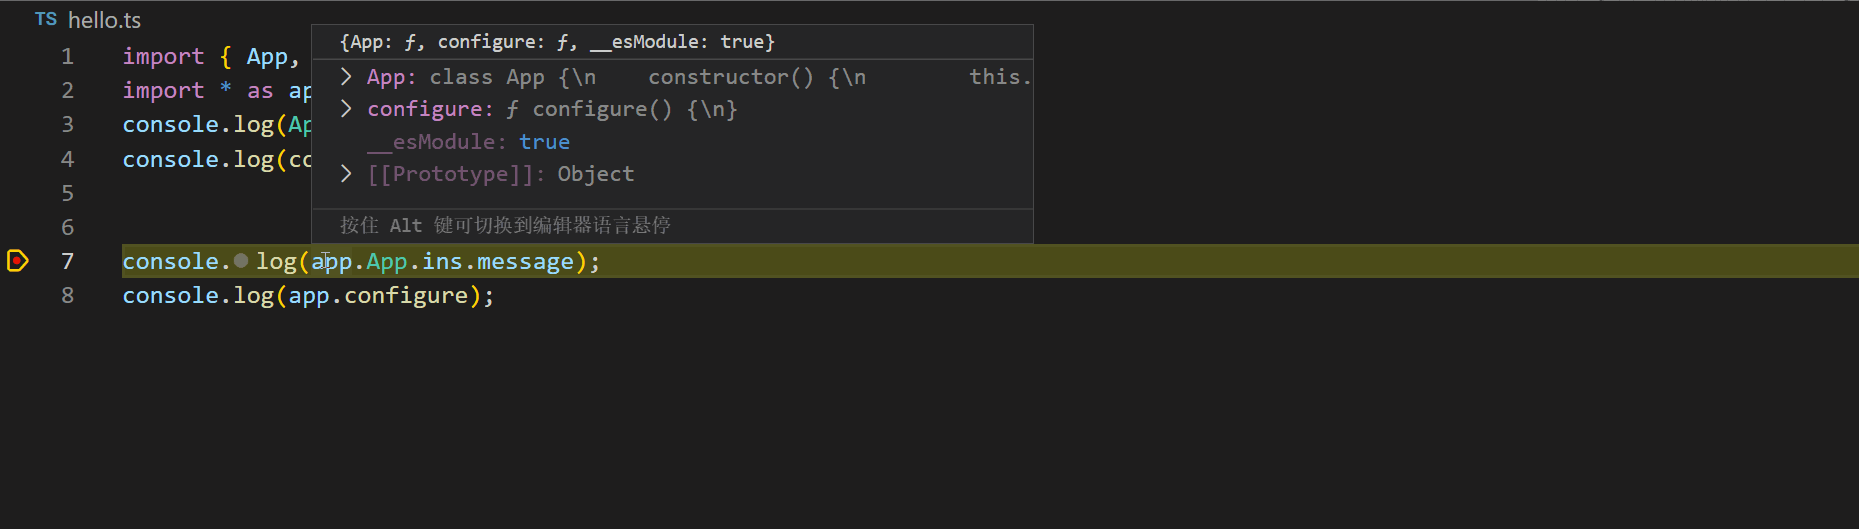 TS hello.ts
1 import { App,
2 import * as ap
3 console.log(Ap
4 console.log(co
5
6
7 console. log(app.App.ins.message);
8 console.log(app.configure);
{App: ƒ, configure: ƒ, __esModule: true}
App: class App {\n    constructor() {\n        this.
configure: ƒ configure() {\n}
__esModule: true
[[Prototype]]: Object
按住 Alt 键可切换到编辑器语言悬停